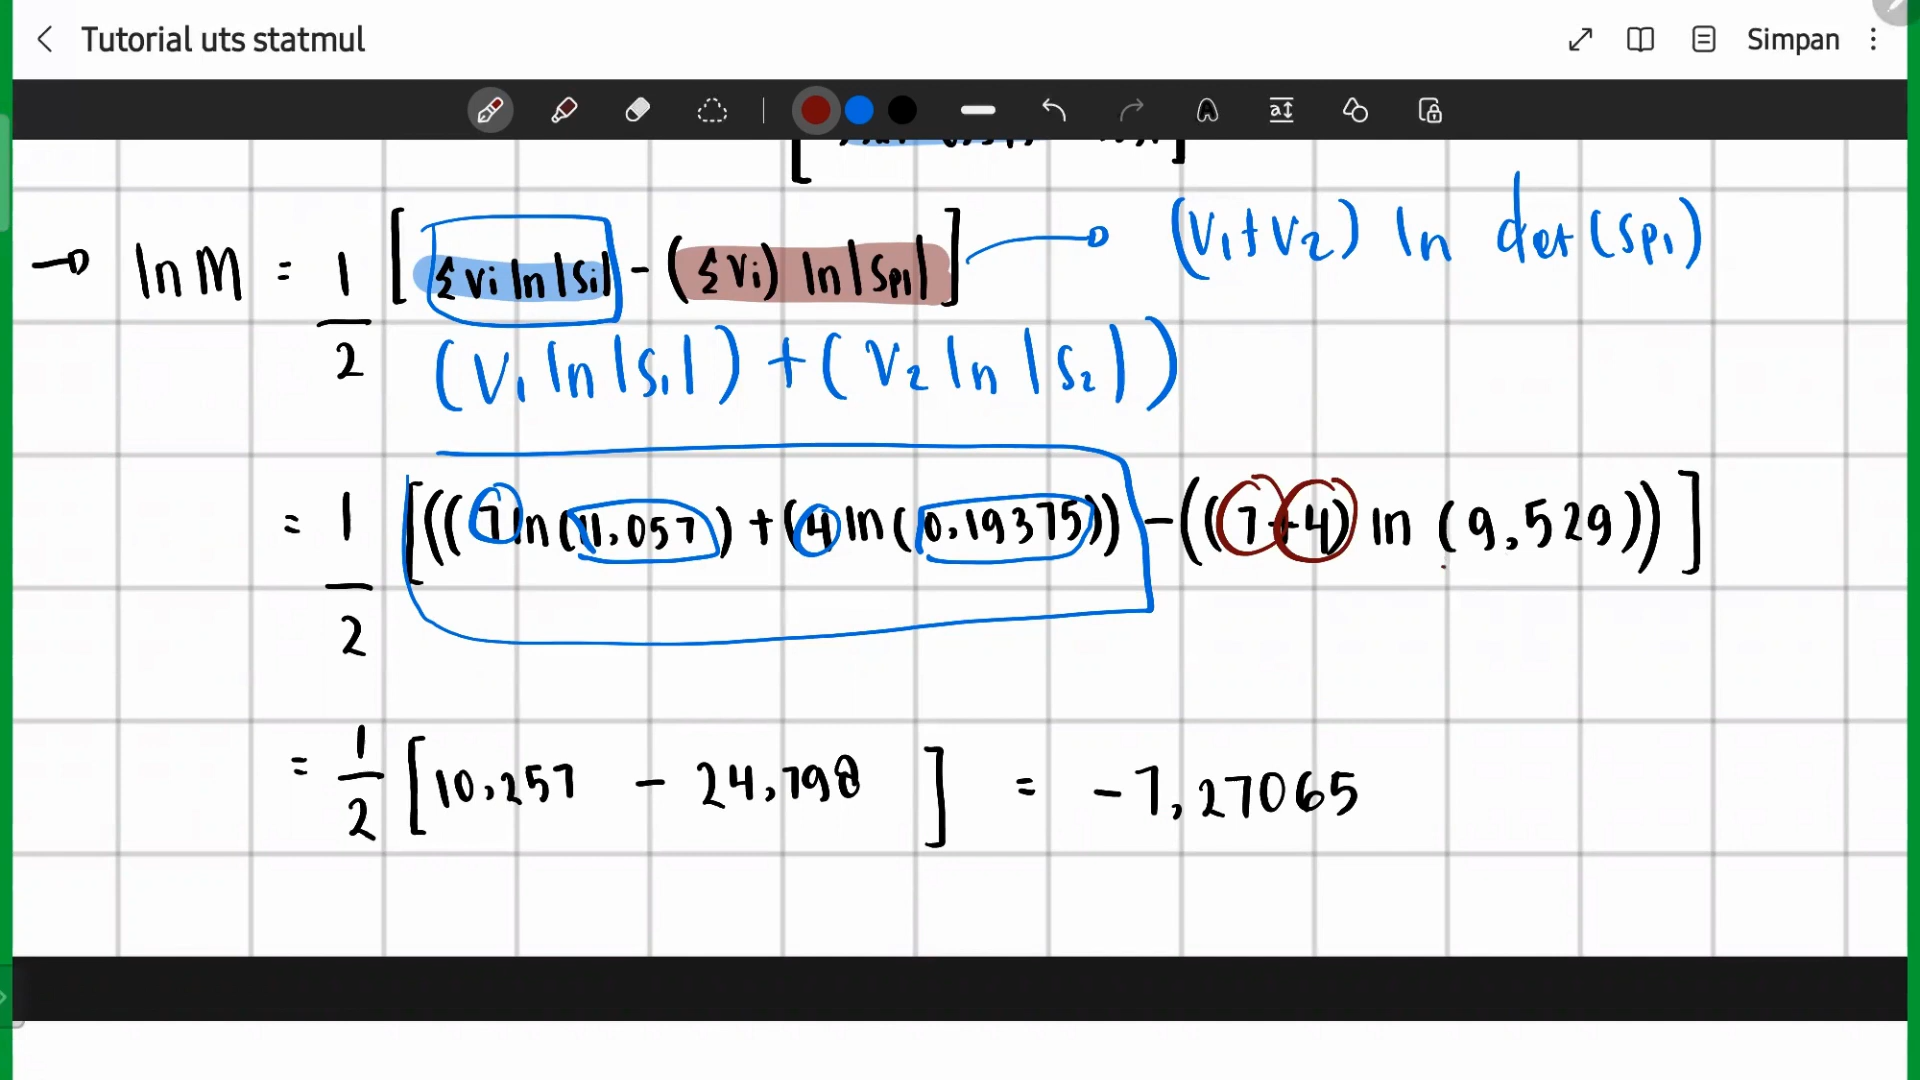 Tutorial uts statmul
Simpan
ln M = 1/2 [Σvi ln|Si| - (Σvi) ln|Sp1|] → (V1+V2) ln det(Sp1)
(V1 ln|S1|) + (V2 ln|S2|)
= 1/2 [((7 ln(11,057) + (4 ln(0,19375)) - ((7+4) ln (9,529))]
= 1/2 [10,257 - 24,798] = -7,27065